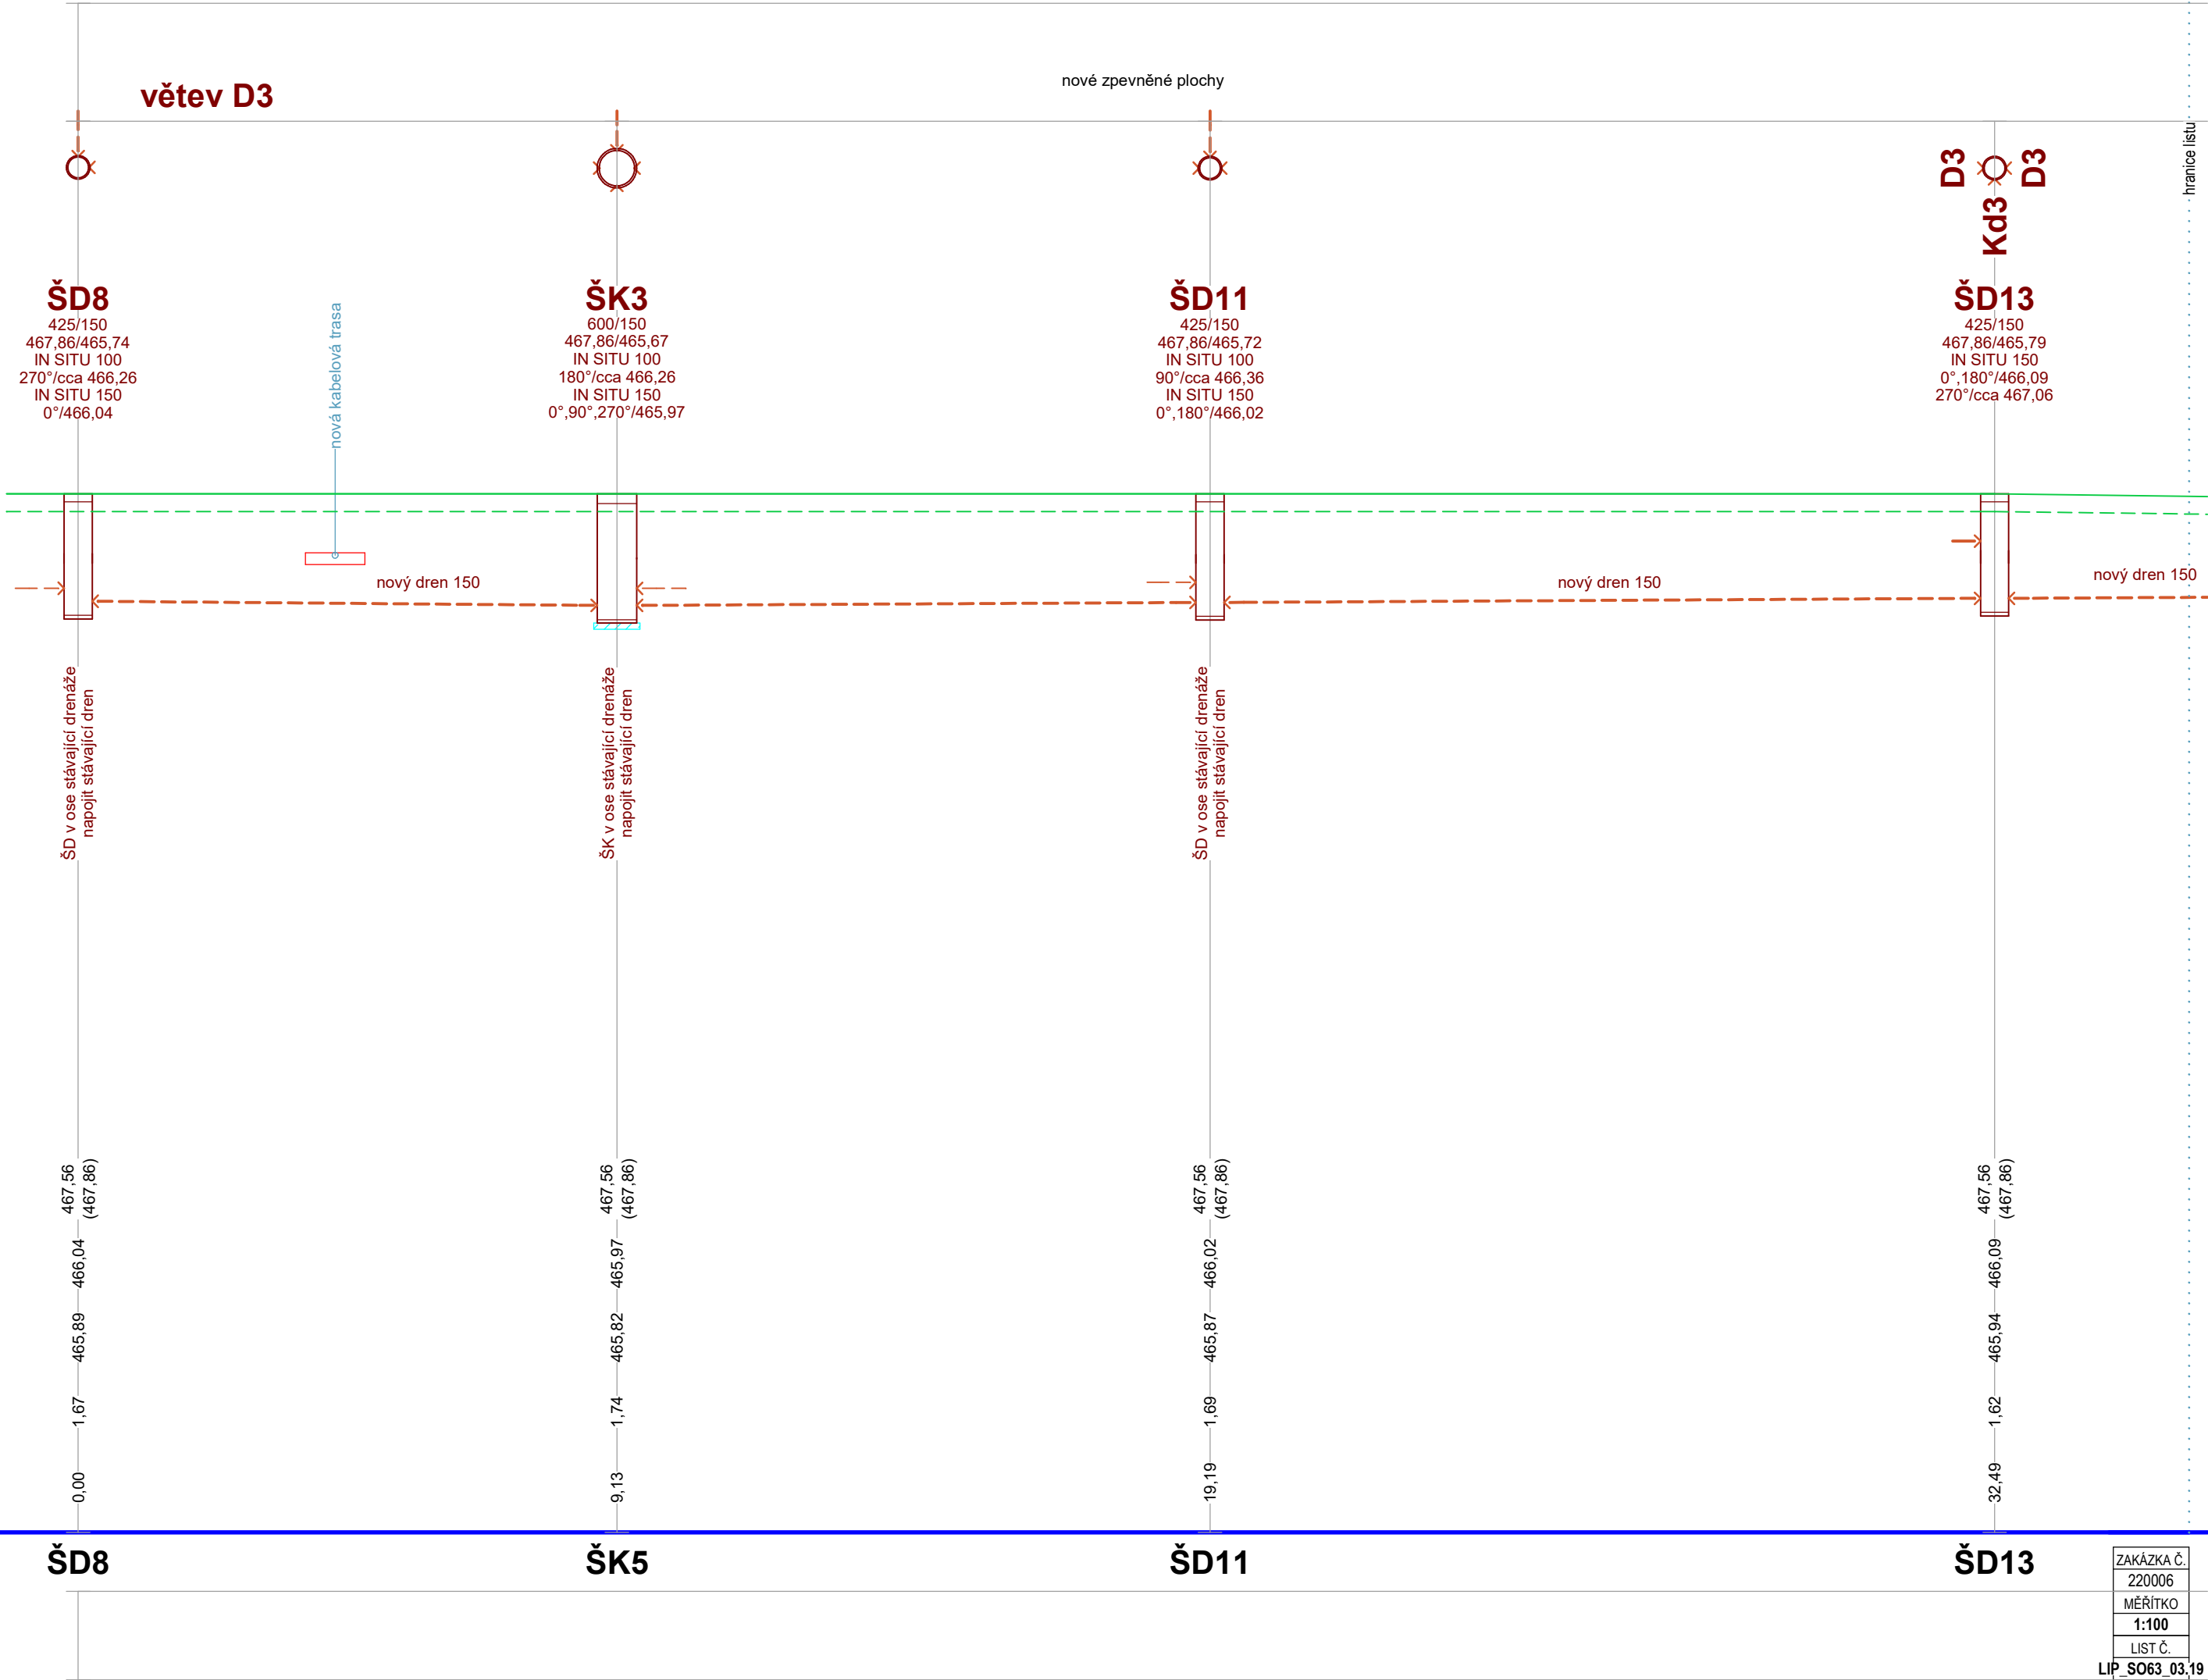 větev D3
nové zpevněné plochy
hranice listu
D3
D3
Kd3
ŠD8
425/150
467,86/465,74
IN SITU 100
270°/cca 466,26
IN SITU 150
0°/466,04
nová kabelová trasa
ŠK3
600/150
467,86/465,67
IN SITU 100
180°/cca 466,26
IN SITU 150
0°,90°,270°/465,97
ŠD11
425/150
467,86/465,72
IN SITU 100
90°/cca 466,36
IN SITU 150
0°,180°/466,02
ŠD13
425/150
467,86/465,79
IN SITU 150
0°,180°/466,09
270°/cca 467,06
nový dren 150
nový dren 150
nový dren 150
ŠD v ose stávající drenáže
napojit stávající dren
ŠK v ose stávající drenáže
napojit stávající dren
ŠD v ose stávající drenáže
napojit stávající dren
467,56
(467,86)
467,56
(467,86)
467,56
(467,86)
467,56
(467,86)
466,04
465,97
466,02
466,09
465,89
465,82
465,87
465,94
1,67
1,74
1,69
1,62
0,00
9,13
19,19
32,49
ŠD8
ŠK5
ŠD11
ŠD13
ZAKÁZKA Č.
220006
MĚŘÍTKO
1:100
LIST Č.
LIP_SO63_03.19